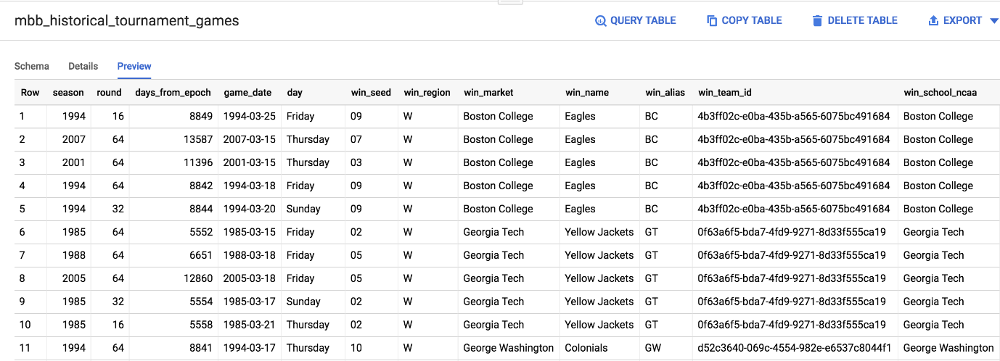 mbb_historical_tournament_games QUERY TABLE COPY TABLE DELETE TABLE EXPORT
Schema Details Preview
Row season round days_from_epoch game_date day win_seed win_region win_market win_name win_alias win_team_id win_school_ncaa
1 1994 16 8849 1994-03-25 Friday 09 W Boston College Eagles BC 4b3ff02c-e0ba-435b-a565-6075bc491684 Boston College
2 2007 64 13587 2007-03-15 Thursday 07 W Boston College Eagles BC 4b3ff02c-e0ba-435b-a565-6075bc491684 Boston College
3 2001 64 11396 2001-03-15 Thursday 03 W Boston College Eagles BC 4b3ff02c-e0ba-435b-a565-6075bc491684 Boston College
4 1994 64 8842 1994-03-18 Friday 09 W Boston College Eagles BC 4b3ff02c-e0ba-435b-a565-6075bc491684 Boston College
5 1994 32 8844 1994-03-20 Sunday 09 W Boston College Eagles BC 4b3ff02c-e0ba-435b-a565-6075bc491684 Boston College
6 1985 64 5552 1985-03-15 Friday 02 W Georgia Tech Yellow Jackets GT 0f63a6f5-bda7-4fd9-9271-8d33f555ca19 Georgia Tech
7 1988 64 6651 1988-03-18 Friday 05 W Georgia Tech Yellow Jackets GT 0f63a6f5-bda7-4fd9-9271-8d33f555ca19 Georgia Tech
8 2005 64 12860 2005-03-18 Friday 05 W Georgia Tech Yellow Jackets GT 0f63a6f5-bda7-4fd9-9271-8d33f555ca19 Georgia Tech
9 1985 32 5554 1985-03-17 Sunday 02 W Georgia Tech Yellow Jackets GT 0f63a6f5-bda7-4fd9-9271-8d33f555ca19 Georgia Tech
10 1985 16 5558 1985-03-21 Thursday 02 W Georgia Tech Yellow Jackets GT 0f63a6f5-bda7-4fd9-9271-8d33f555ca19 Georgia Tech
11 1994 64 8841 1994-03-17 Thursday 10 W George Washington Colonials GW d52c3640-069c-4554-982e-e6537c8044f1 George Washington